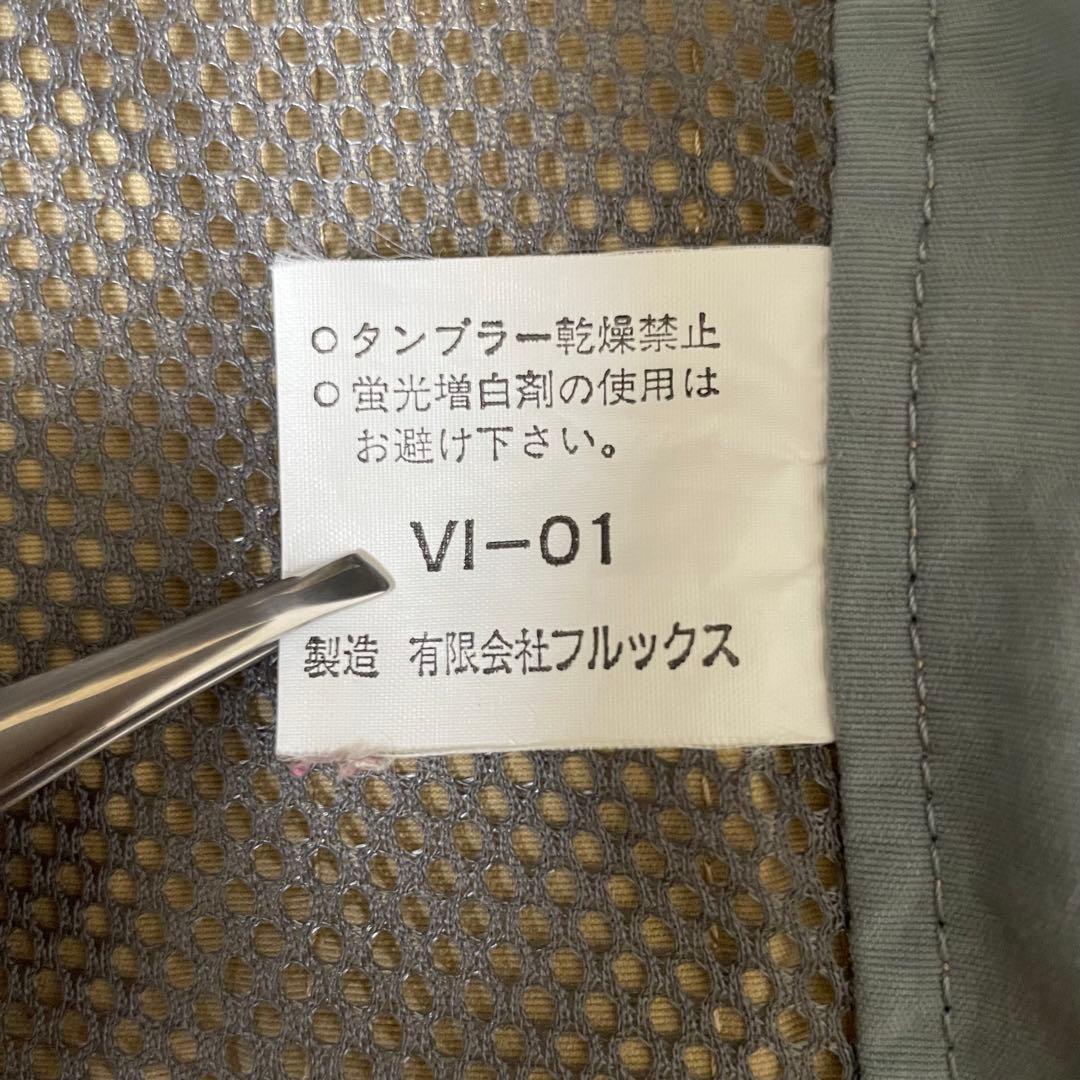 ○タンブラー乾燥禁止
○蛍光増白剤の使用は
お避け下さい。
VI-01
製造 有限会社フルックス